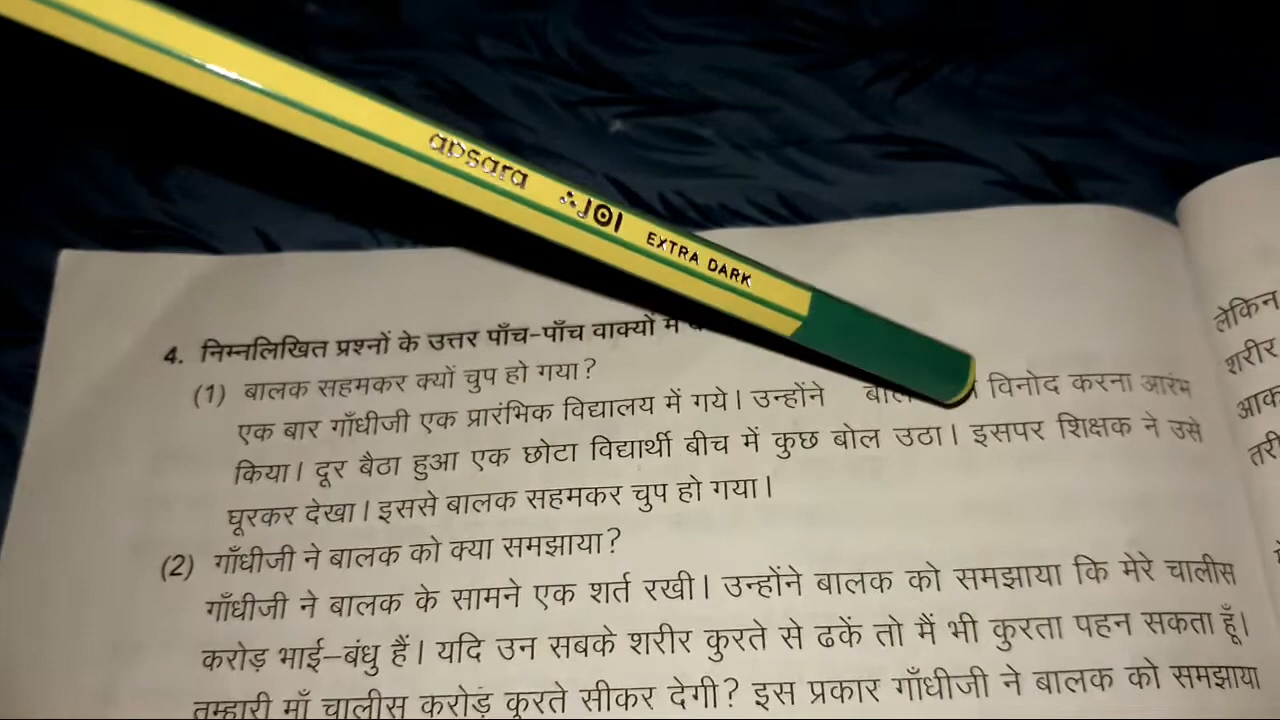 apsara JOI EXTRA DARK
4. निम्नलिखित प्रश्नों के उत्तर पाँच-पाँच वाक्यों में
(1) बालक सहमकर क्यों चुप हो गया?
एक बार गाँधीजी एक प्रारंभिक विद्यालय में गये। उन्होंने विनोद करना आरंभ
किया। दूर बैठा हुआ एक छोटा विद्यार्थी बीच में कुछ बोल उठा। इसपर शिक्षक ने उसे
घूरकर देखा। इससे बालक सहमकर चुप हो गया।
(2) गाँधीजी ने बालक को क्या समझाया?
गाँधीजी ने बालक के सामने एक शर्त रखी। उन्होंने बालक को समझाया कि मेरे चालीस
करोड़ भाई-बंधु हैं। यदि उन सबके शरीर कुरते से ढकें तो मैं भी कुरता पहन सकता हूँ।
तुम्हारी माँ चालीस करोड़ कुरते सीकर देगी? इस प्रकार गाँधीजी ने बालक को समझाया
लेकिन
शरीर